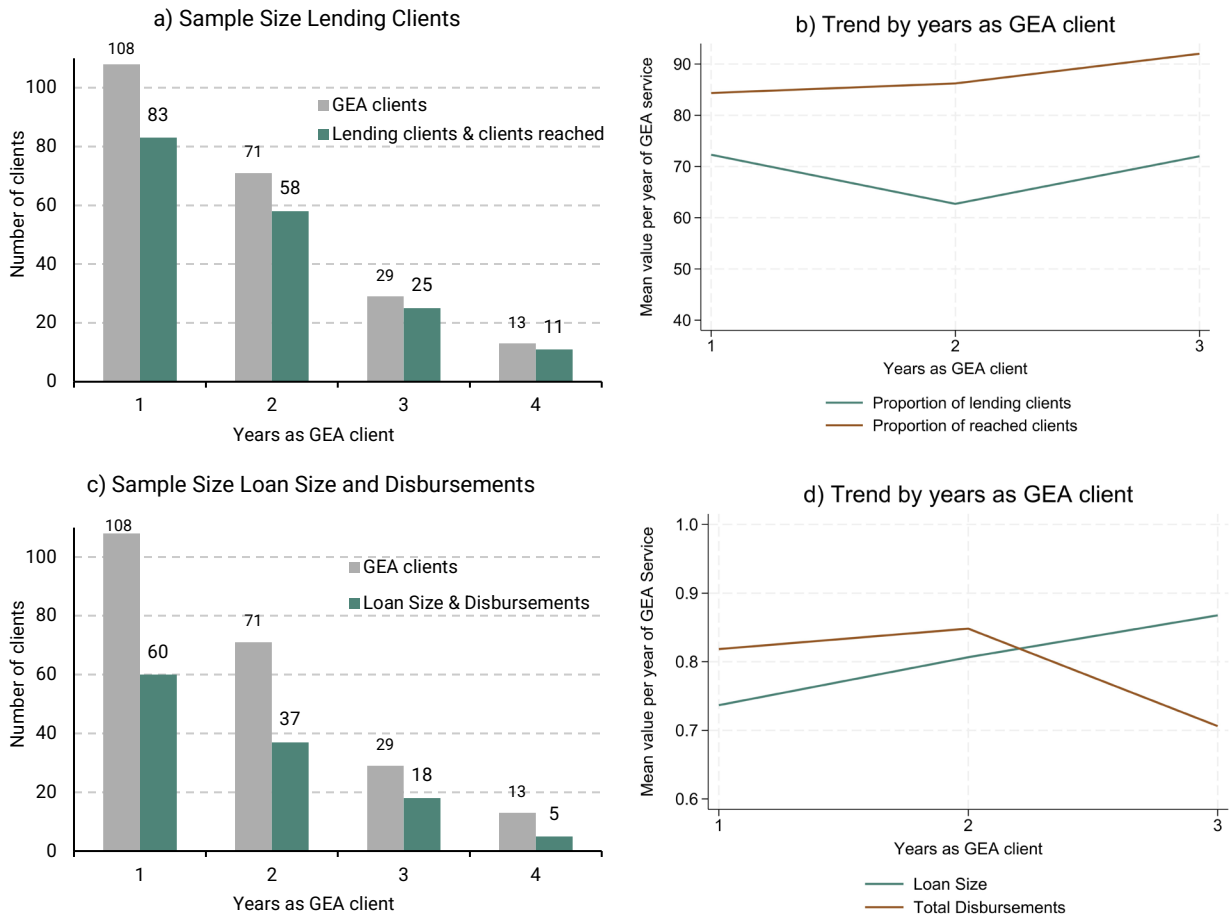 a) Sample Size Lending Clients
108
100
80
60
40
20
0
Number of clients
GEA clients
Lending clients & clients reached
83
71
58
29
25
13
11
1
2
3
4
Years as GEA client
b) Trend by years as GEA client
90
80
70
60
50
40
Mean value per year of GEA service
1
2
3
Years as GEA client
Proportion of lending clients
Proportion of reached clients
c) Sample Size Loan Size and Disbursements
108
100
80
60
40
20
0
Number of clients
GEA clients
Loan Size & Disbursements
60
71
37
29
18
13
5
1
2
3
4
Years as GEA client
d) Trend by years as GEA client
1.0
0.9
0.8
0.7
0.6
Mean value per year of GEA Service
1
2
3
Years as GEA client
Loan Size
Total Disbursements